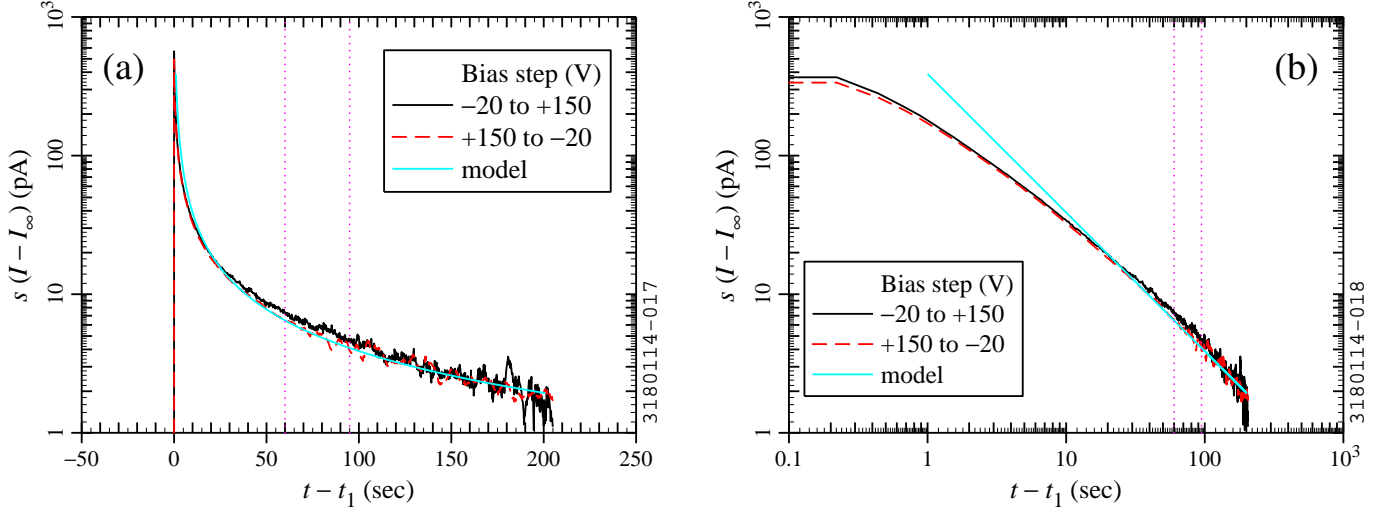 10³
100
10
1
s (I – I∞) (pA)
(a)
Bias step (V)
–20 to +150
+150 to –20
model
3180114-017
–50 0 50 100 150 200 250
t – t₁ (sec)
10³
100
10
1
s (I – I∞) (pA)
(b)
Bias step (V)
–20 to +150
+150 to –20
model
3180114-018
0.1 1 10 100 10³
t – t₁ (sec)